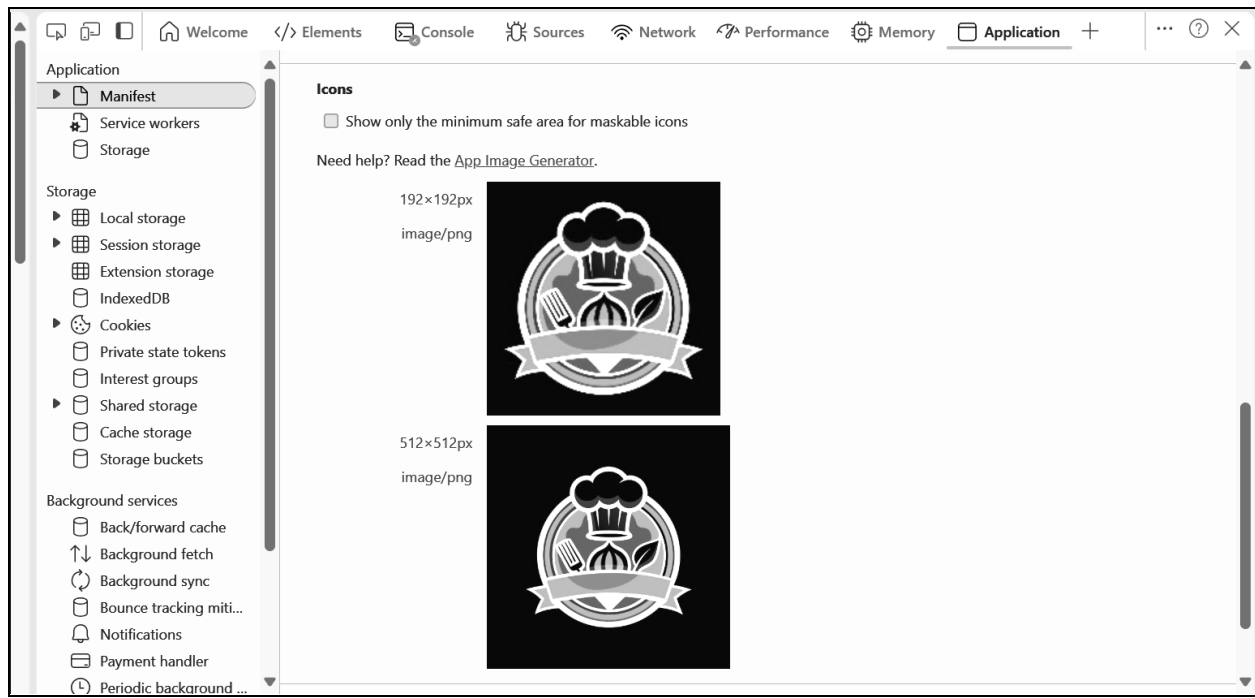 Welcome
Elements
Console
Sources
Network
Performance
Memory
Application
Application
Manifest
Service workers
Storage
Storage
Local storage
Session storage
Extension storage
IndexedDB
Cookies
Private state tokens
Interest groups
Shared storage
Cache storage
Storage buckets
Background services
Back/forward cache
Background fetch
Background sync
Bounce tracking miti...
Notifications
Payment handler
Periodic background ...
Icons
Show only the minimum safe area for maskable icons
Need help? Read the App Image Generator.
192×192px
image/png
512×512px
image/png